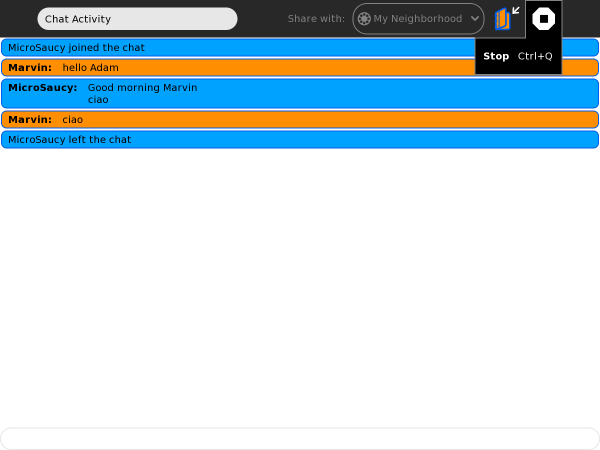 Chat Activity
Share with: My Neighborhood
Stop Ctrl+Q
MicroSaucy joined the chat
Marvin: hello Adam
MicroSaucy: Good morning Marvin
ciao
Marvin: ciao
MicroSaucy left the chat